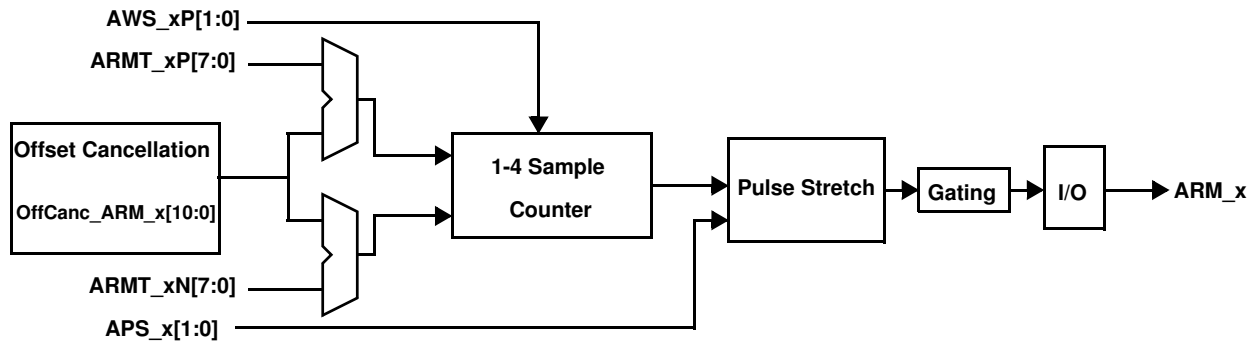 AWS_xP[1:0]
ARMT_xP[7:0]
Offset Cancellation
OffCanc_ARM_x[10:0]
1-4 Sample
Counter
Pulse Stretch
Gating
I/O
ARM_x
ARMT_xN[7:0]
APS_x[1:0]